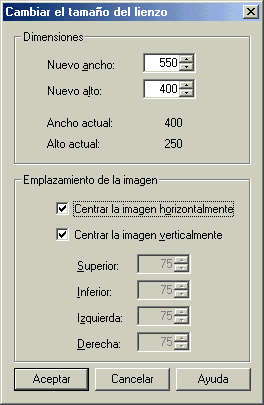 Cambiar el tamaño del lienzo
Dimensiones
Nuevo ancho: 550
Nuevo alto: 400
Ancho actual: 400
Alto actual: 250
Emplazamiento de la imagen
Centrar la imagen horizontalmente
Centrar la imagen verticalmente
Superior: 75
Inferior: 75
Izquierda: 75
Derecha: 75
Aceptar Cancelar Ayuda